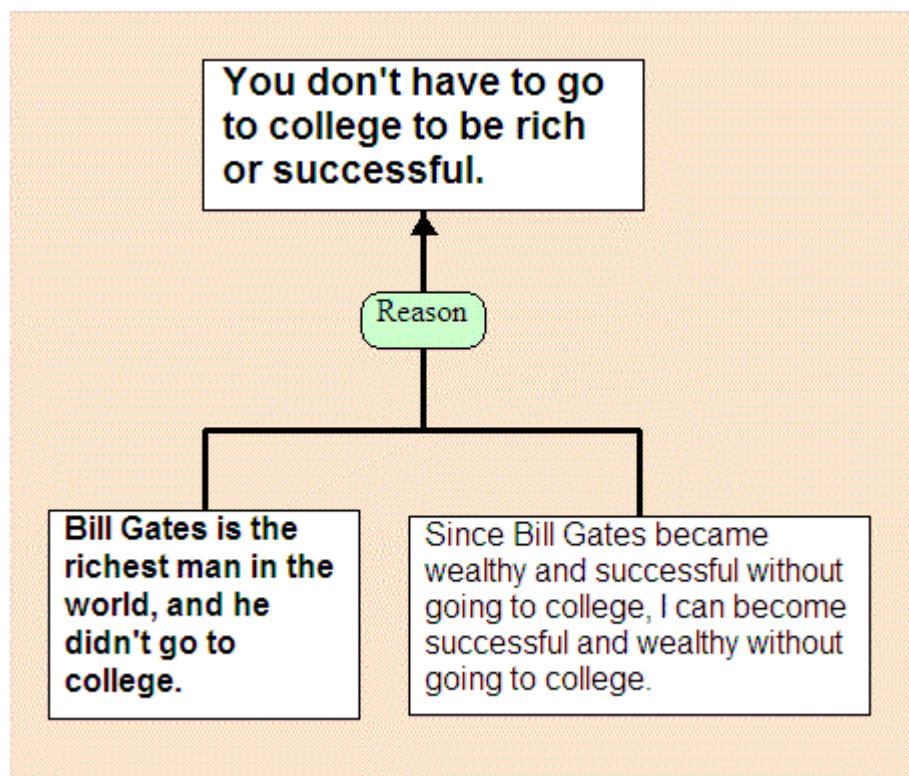 You don't have to go
to college to be rich
or successful.
Reason
Bill Gates is the
richest man in the
world, and he
didn't go to
college.
Since Bill Gates became
wealthy and successful without
going to college, I can become
successful and wealthy without
going to college.